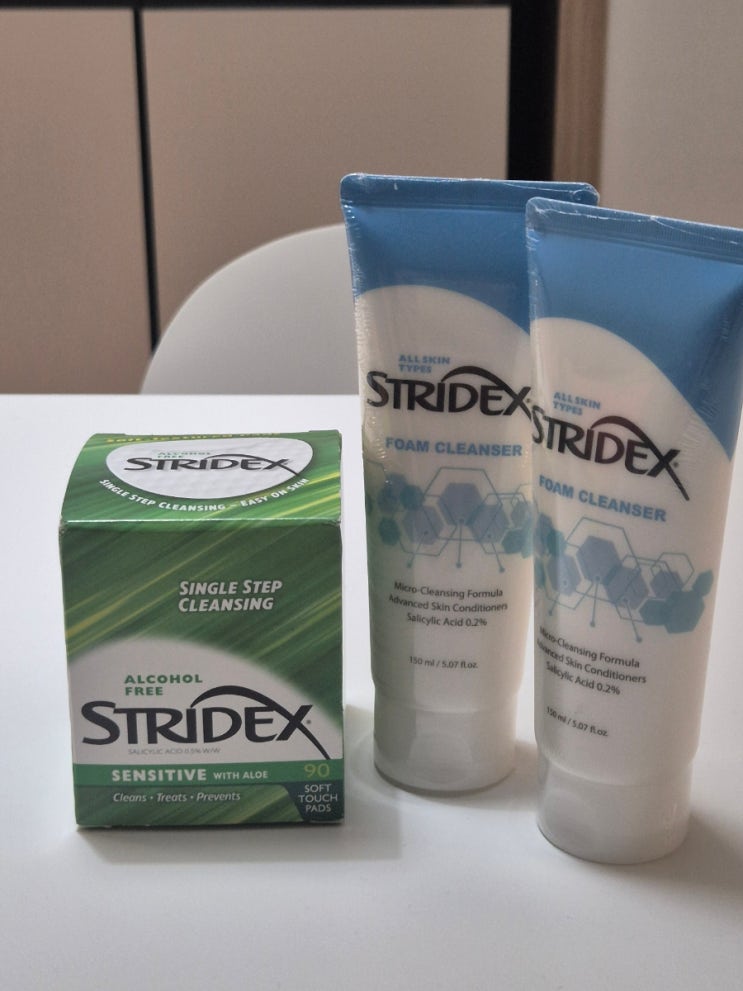 ALCOHOL
FREE
STRIDEX
SINGLE STEP CLEANSING – EASY ON SKIN
SINGLE STEP
CLEANSING
ALCOHOL
FREE
STRIDEX
SALICYLIC ACID 0.5% W/W
SENSITIVE WITH ALOE
90
SOFT
TOUCH
PADS
Cleans • Treats • Prevents
ALL SKIN
TYPES
STRIDEX
FOAM CLEANSER
Micro-Cleansing Formula
Advanced Skin Conditioners
Salicylic Acid 0.2%
150 ml / 5.07 fl.oz.
ALL SKIN
TYPES
STRIDEX
FOAM CLEANSER
Micro-Cleansing Formula
Advanced Skin Conditioners
Salicylic Acid 0.2%
150 ml / 5.07 fl.oz.